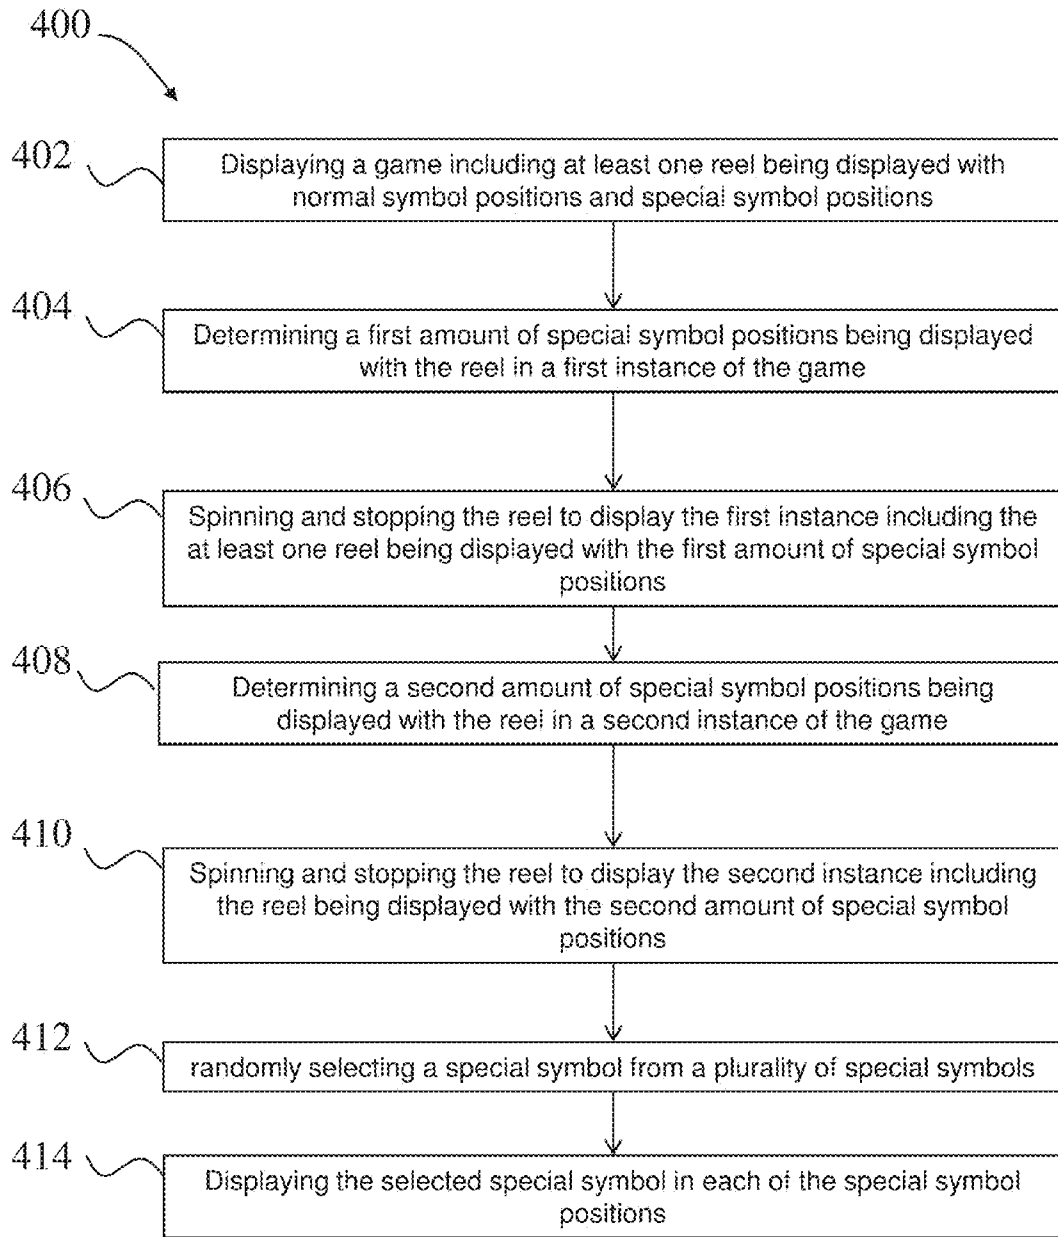 400
402
Displaying a game including at least one reel being displayed with
normal symbol positions and special symbol positions
404
Determining a first amount of special symbol positions being displayed
with the reel in a first instance of the game
406
Spinning and stopping the reel to display the first instance including the
at least one reel being displayed with the first amount of special symbol
positions
408
Determining a second amount of special symbol positions being
displayed with the reel in a second instance of the game
410
Spinning and stopping the reel to display the second instance including
the reel being displayed with the second amount of special symbol
positions
412
randomly selecting a special symbol from a plurality of special symbols
414
Displaying the selected special symbol in each of the special symbol
positions